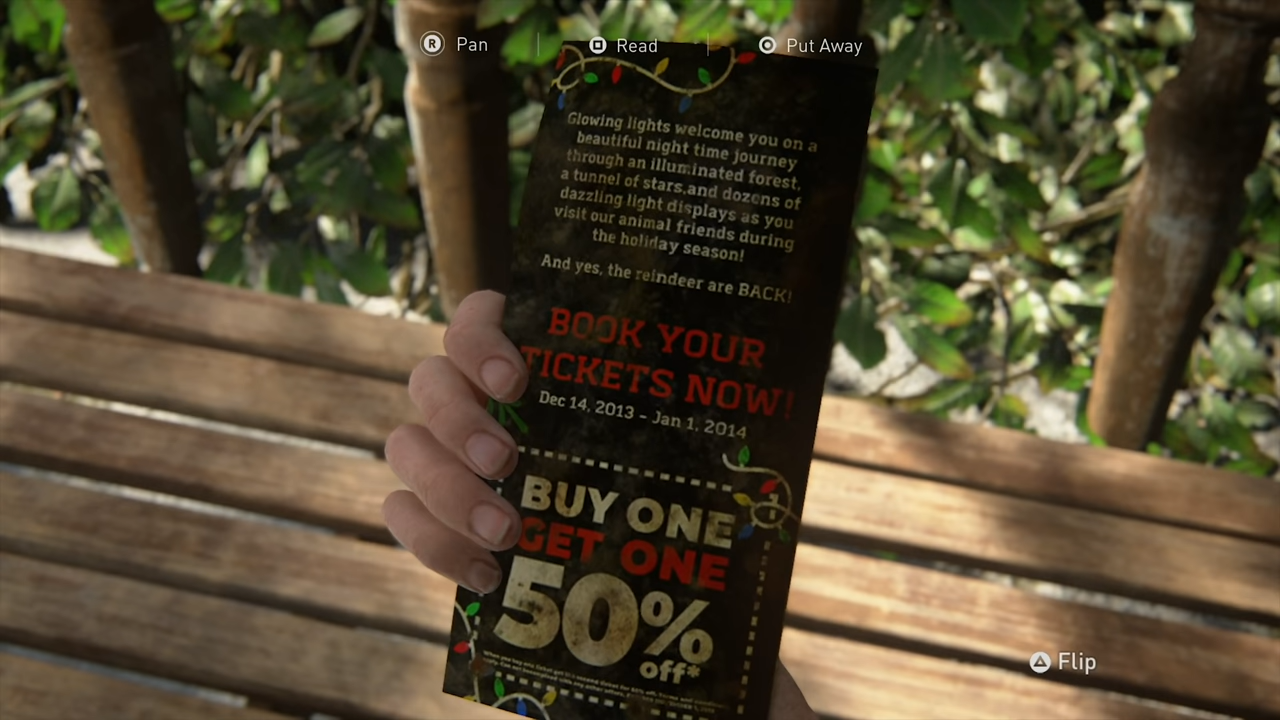 R Pan Read Put Away
Glowing lights welcome you on a
beautiful night time journey
through an illuminated forest,
a tunnel of stars,and dozens of
dazzling light displays as you
visit our animal friends during
the holiday season!
And yes, the reindeer are BACK!
BOOK YOUR
TICKETS NOW!
Dec 14, 2013 - Jan 1, 2014
BUY ONE
GET ONE
50%
off*
Flip